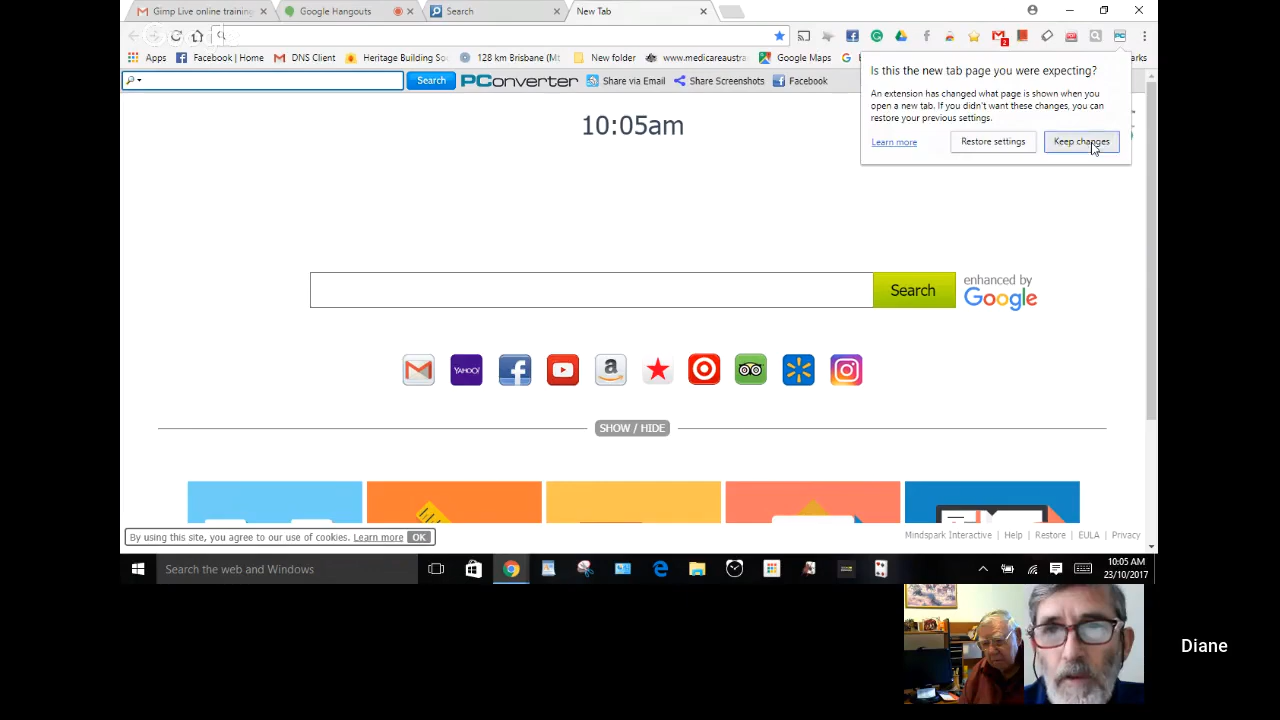 Gimp Live online training
Google Hangouts
Search
New Tab
Apps
Facebook | Home
DNS Client
Heritage Building So
128 km Brisbane (Mt
New folder
www.medicareaustr
Google Maps
Search
PConverter
Share via Email
Share Screenshots
Facebook
Is this the new tab page you were expecting?
An extension has changed what page is shown when you
open a new tab. If you didn't want these changes, you can
restore your previous settings.
Learn more
Restore settings
Keep changes
10:05am
Search
enhanced by
Google
YAHOO!
a
SHOW / HIDE
By using this site, you agree to our use of cookies. Learn more OK
Mindspark Interactive | Help | Restore | EULA | Privacy
Search the web and Windows
10:05 AM
23/10/2017
Diane